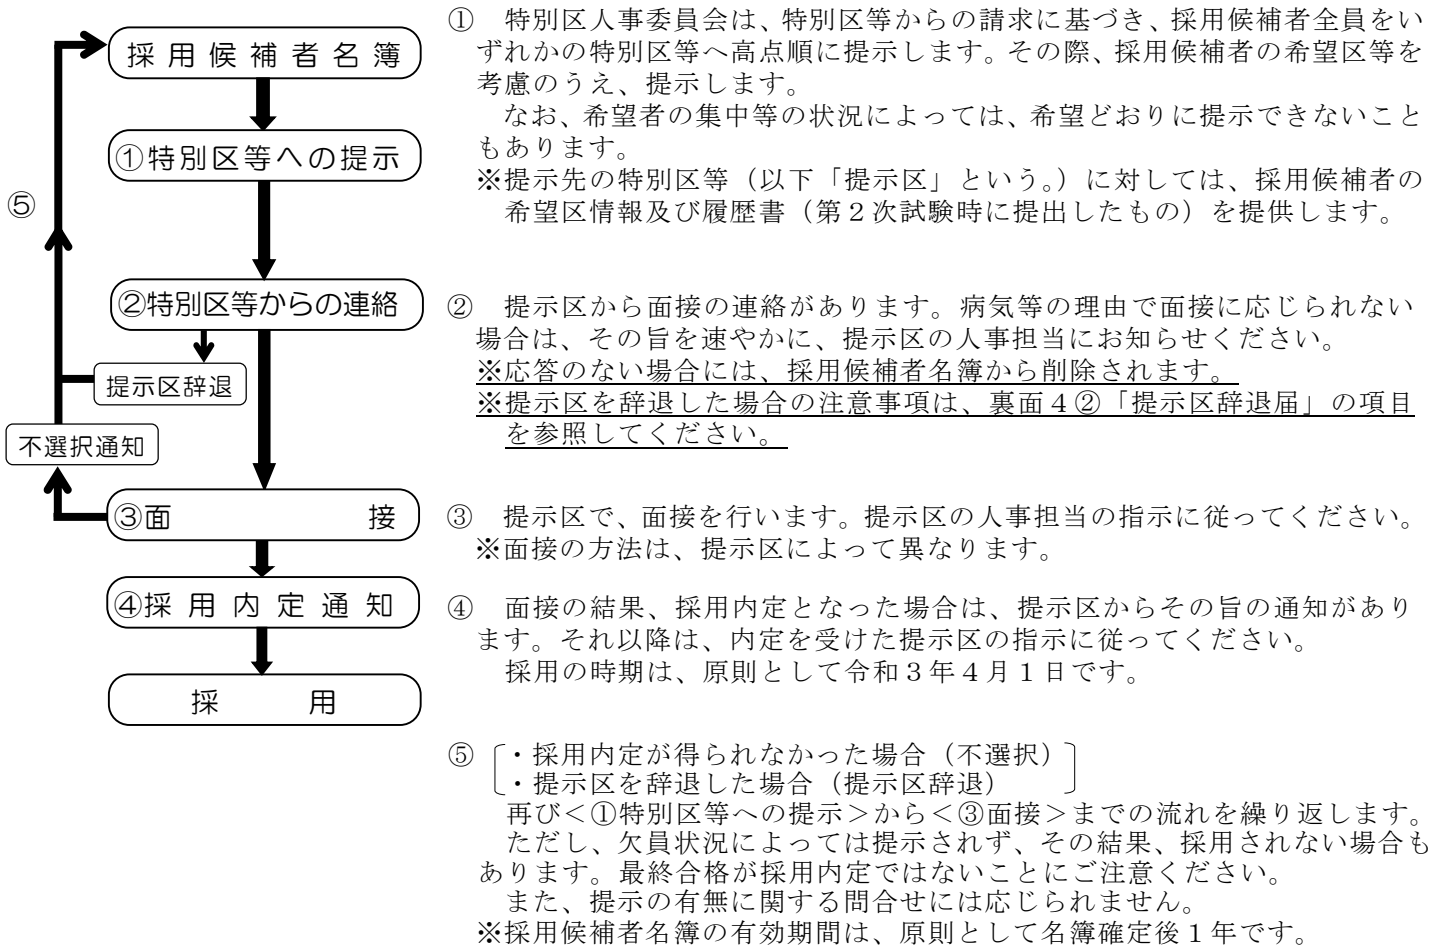 採用候補者名簿
①特別区等への提示
⑤
②特別区等からの連絡
提示区辞退
不選択通知
③面　　　接
④採用内定通知
採　　用
①　特別区人事委員会は、特別区等からの請求に基づき、採用候補者全員をい
ずれかの特別区等へ高点順に提示します。その際、採用候補者の希望区等を
考慮のうえ、提示します。
なお、希望者の集中等の状況によっては、希望どおりに提示できないこと
もあります。
※提示先の特別区等（以下「提示区」という。）に対しては、採用候補者の
希望区情報及び履歴書（第２次試験時に提出したもの）を提供します。
②　提示区から面接の連絡があります。病気等の理由で面接に応じられない
場合は、その旨を速やかに、提示区の人事担当にお知らせください。
※応答のない場合には、採用候補者名簿から削除されます。
※提示区を辞退した場合の注意事項は、裏面４②「提示区辞退届」の項目
を参照してください。
③　提示区で、面接を行います。提示区の人事担当の指示に従ってください。
※面接の方法は、提示区によって異なります。
④　面接の結果、採用内定となった場合は、提示区からその旨の通知があり
ます。それ以降は、内定を受けた提示区の指示に従ってください。
採用の時期は、原則として令和３年４月１日です。
⑤　・採用内定が得られなかった場合（不選択）
・提示区を辞退した場合（提示区辞退）
再び＜①特別区等への提示＞から＜③面接＞までの流れを繰り返します。
ただし、欠員状況によっては提示されず、その結果、採用されない場合も
あります。最終合格が採用内定ではないことにご注意ください。
また、提示の有無に関する問合せには応じられません。
※採用候補者名簿の有効期間は、原則として名簿確定後１年です。